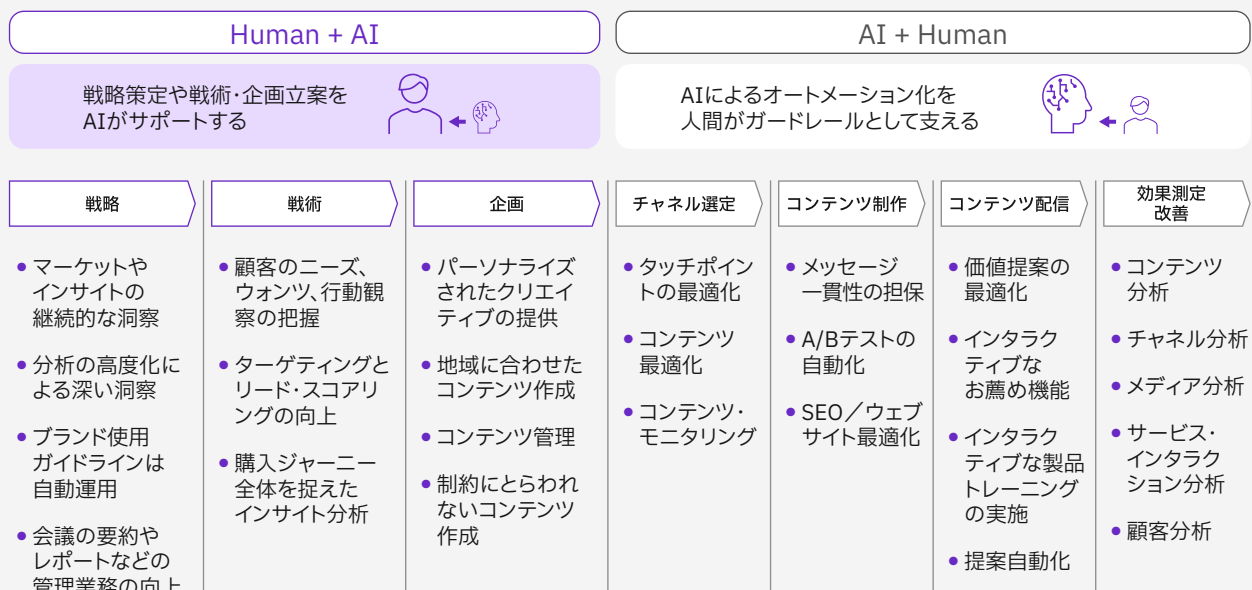 Human + AI
AI + Human
戦略策定や戦術・企画立案を
AIがサポートする
AIによるオートメーション化を
人間がガードレールとして支える
戦略
戦術
企画
チャネル選定
コンテンツ制作
コンテンツ配信
効果測定
改善
• マーケットや
インサイトの
継続的な洞察
• 分析の高度化に
よる深い洞察
• ブランド使用
ガイドラインは
自動運用
• 会議の要約や
レポートなどの
管理業務の向上
• 顧客のニーズ、
ウォンツ、行動観
察の把握
• ターゲティングと
リード・スコアリ
ングの向上
• 購入ジャーニー
全体を捉えた
インサイト分析
• パーソナライズ
されたクリエイ
ティブの提供
• 地域に合わせた
コンテンツ作成
• コンテンツ管理
• 制約にとらわれ
ないコンテンツ
作成
• タッチポイン
トの最適化
• コンテンツ
最適化
• コンテンツ・
モニタリング
• メッセージ
一貫性の担保
• A/Bテストの
自動化
• SEO／ウェブ
サイト最適化
• 価値提案の
最適化
• インタラク
ティブな
お薦め機能
• インタラク
ティブな製品
トレーニング
の実施
• 提案自動化
• コンテンツ
分析
• チャネル分析
• メディア分析
• サービス・
インタラク
ション分析
• 顧客分析